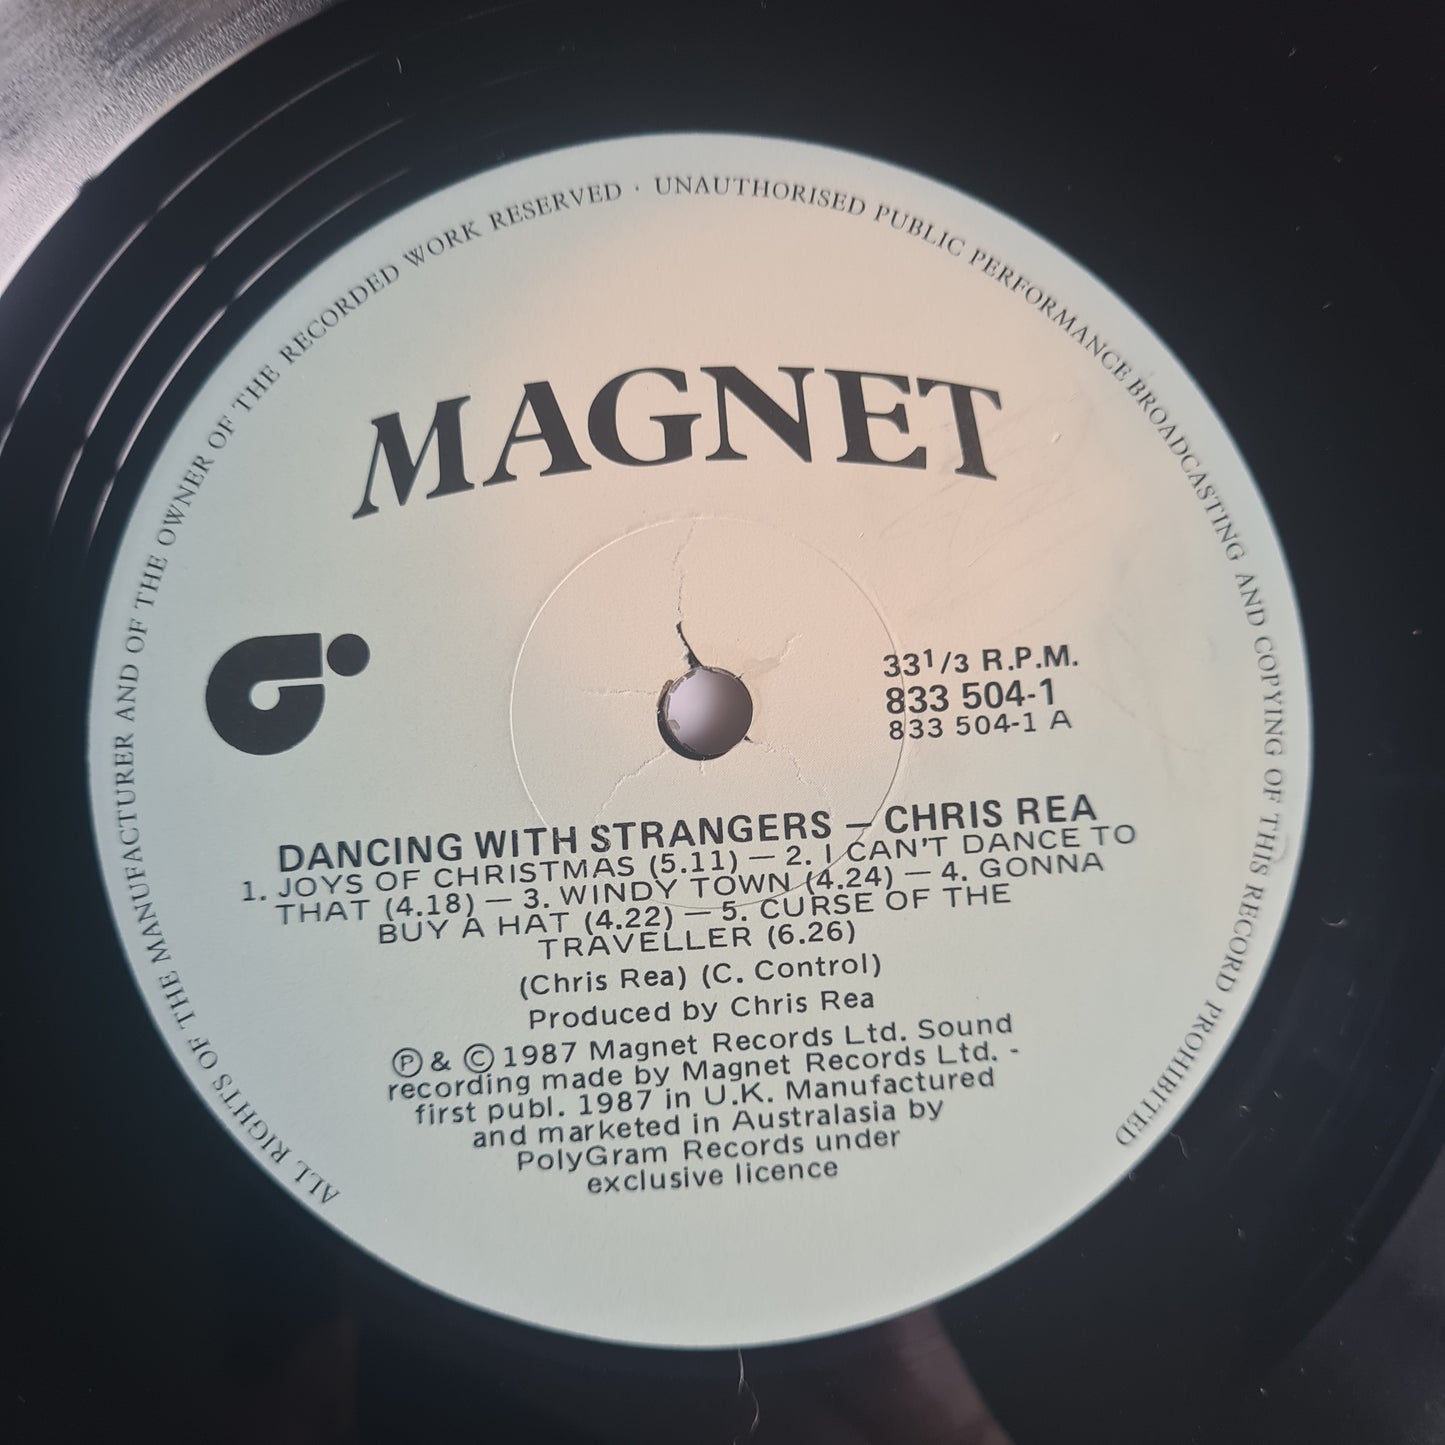 ALL RIGHTS OF THE MANUFACTURER AND OF THE OWNER OF THE RECORDED WORK RESERVED · UNAUTHORISED PUBLIC PERFORMANCE BROADCASTING AND COPYING OF THIS RECORD PROHIBITED
MAGNET
33 1/3 R.P.M.
833 504-1
833 504-1 A
DANCING WITH STRANGERS – CHRIS REA
1. JOYS OF CHRISTMAS (5.11) – 2. I CAN'T DANCE TO
THAT (4.18) – 3. WINDY TOWN (4.24) – 4. GONNA
BUY A HAT (4.22) – 5. CURSE OF THE
TRAVELLER (6.26)
(Chris Rea) (C. Control)
Produced by Chris Rea
Ⓟ & © 1987 Magnet Records Ltd. Sound
recording made by Magnet Records Ltd. -
first publ. 1987 in U.K. Manufactured
and marketed in Australasia by
PolyGram Records under
exclusive licence